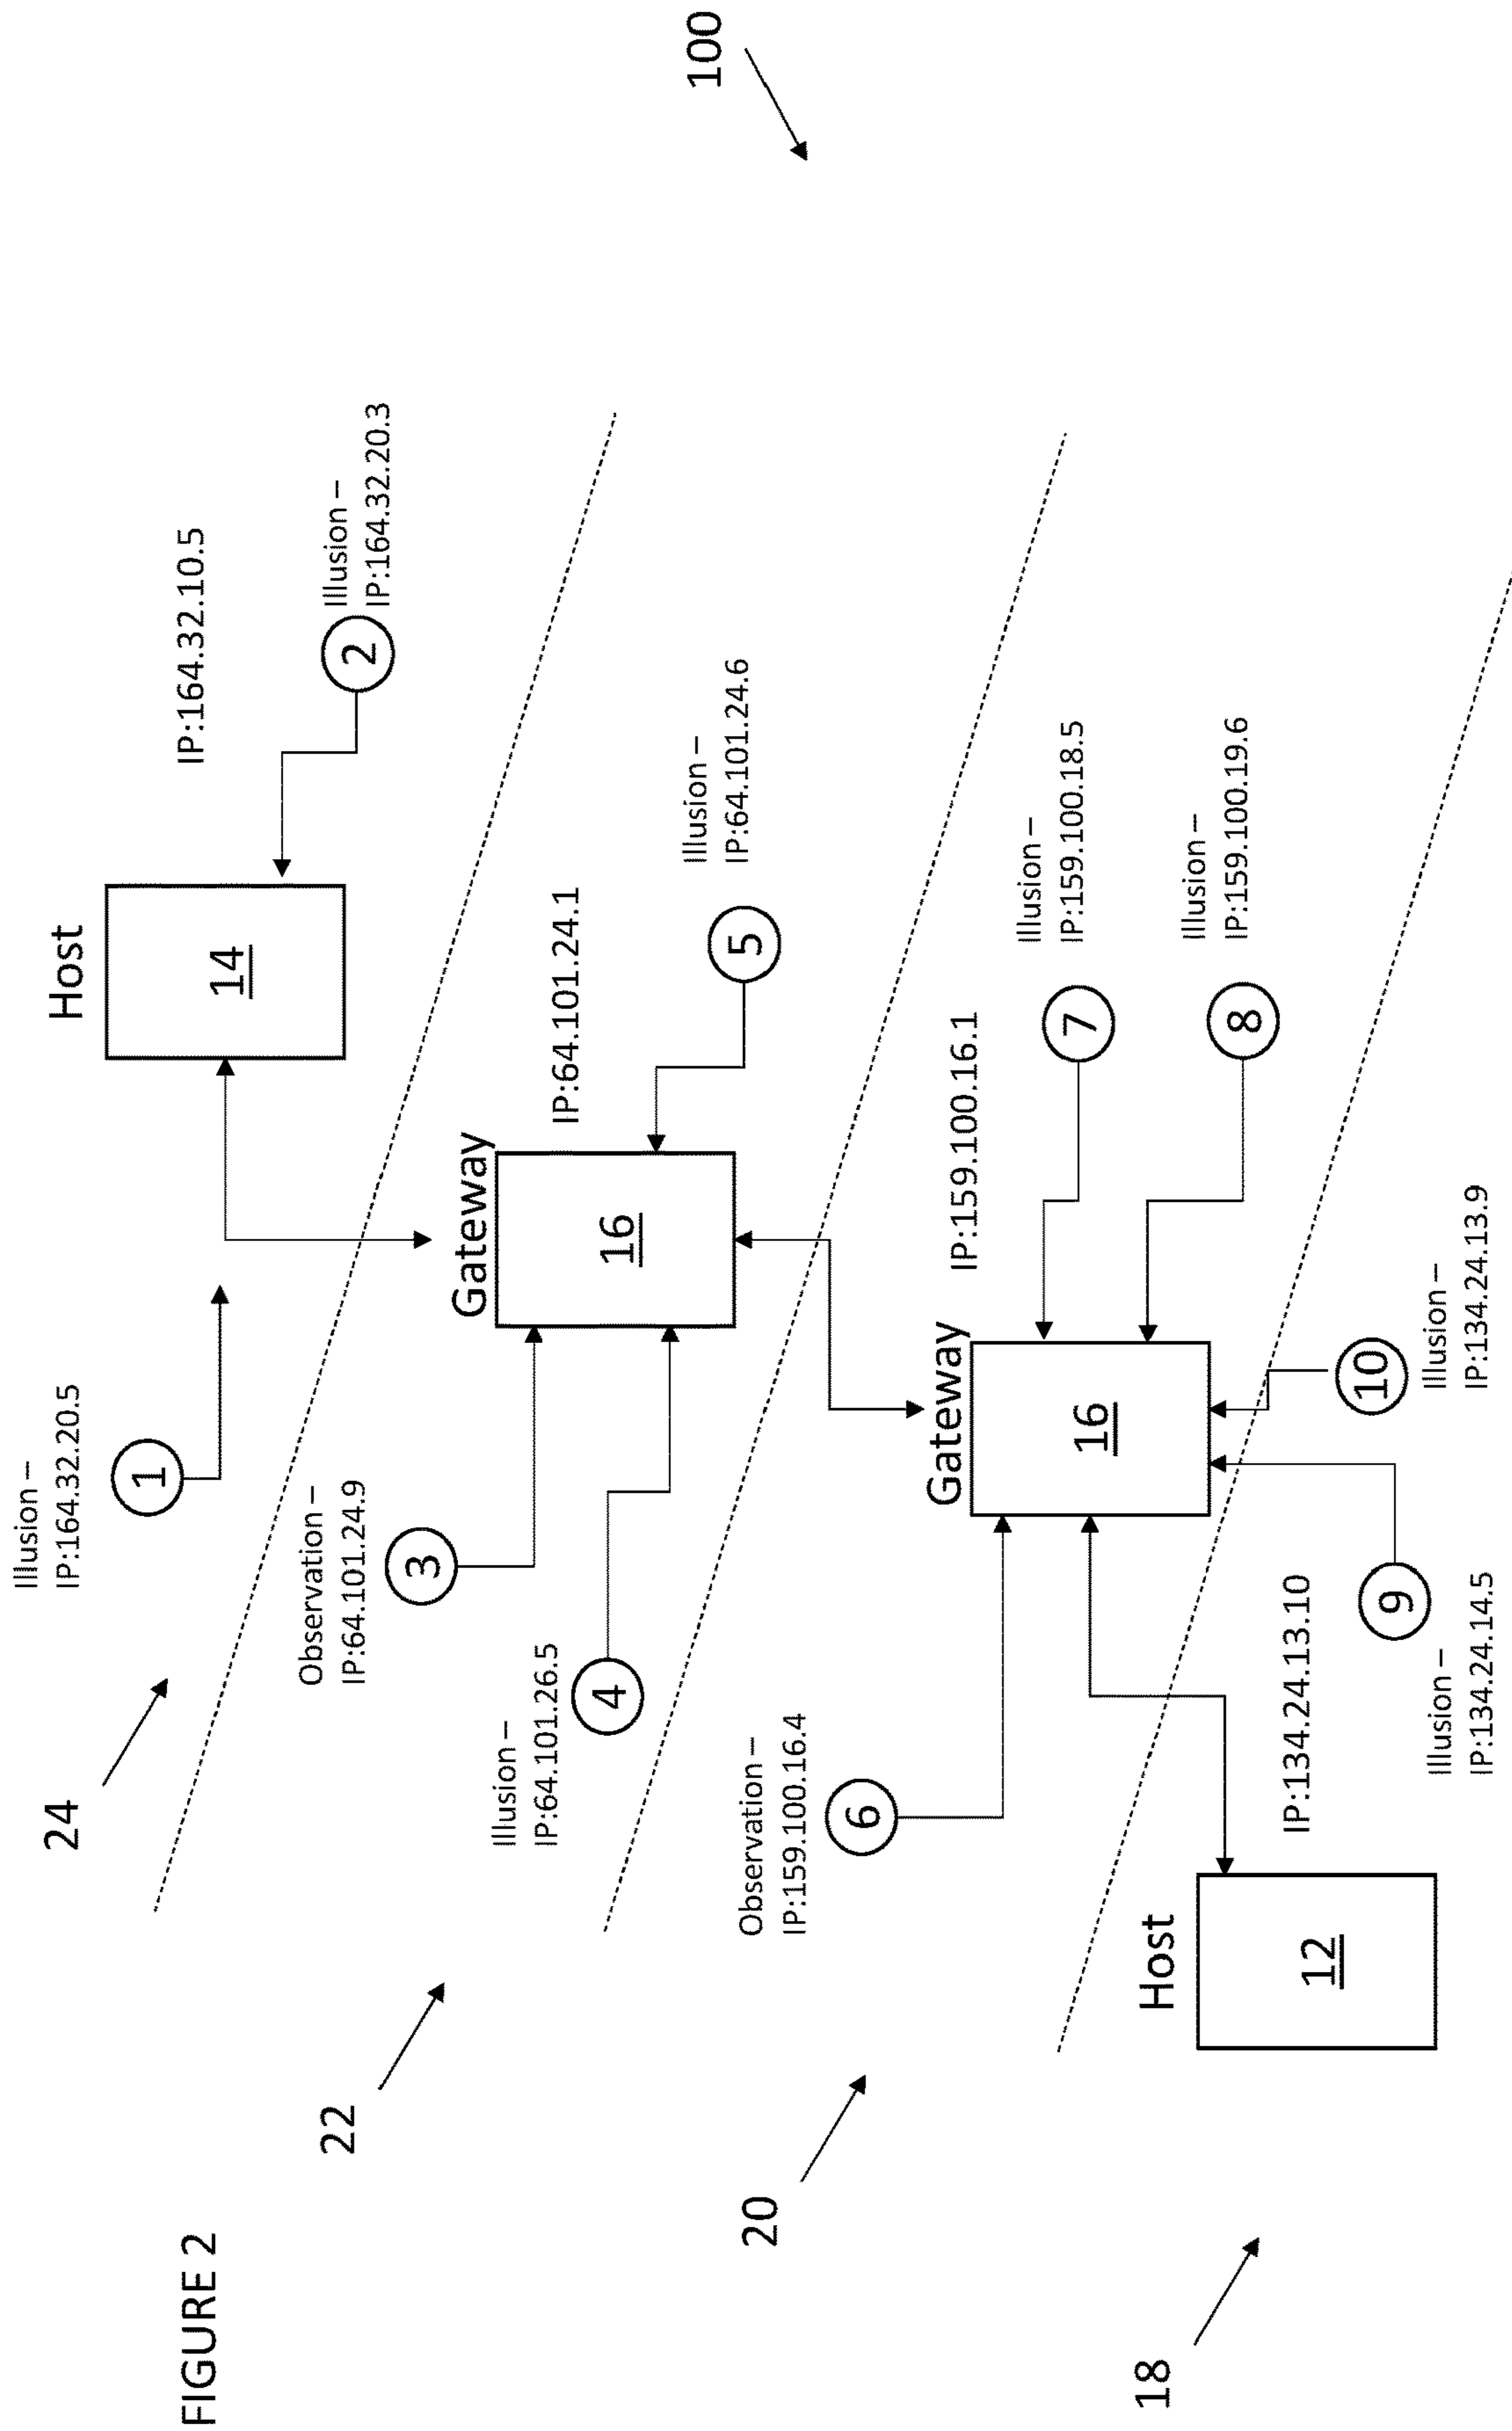 FIGURE 2
24
Illusion –
IP:164.32.20.5
1
Host
14
IP:164.32.10.5
2
Illusion –
IP:164.32.20.3
22
Observation –
IP:64.101.24.9
3
Illusion –
IP:64.101.26.5
4
Gateway
16
IP:64.101.24.1
5
Illusion –
IP:64.101.24.6
100
20
Observation –
IP:159.100.16.4
6
Gateway
16
IP:159.100.16.1
7
Illusion –
IP:159.100.18.5
8
Illusion –
IP:159.100.19.6
18
Host
12
IP:134.24.13.10
9
Illusion –
IP:134.24.14.5
10
Illusion –
IP:134.24.13.9